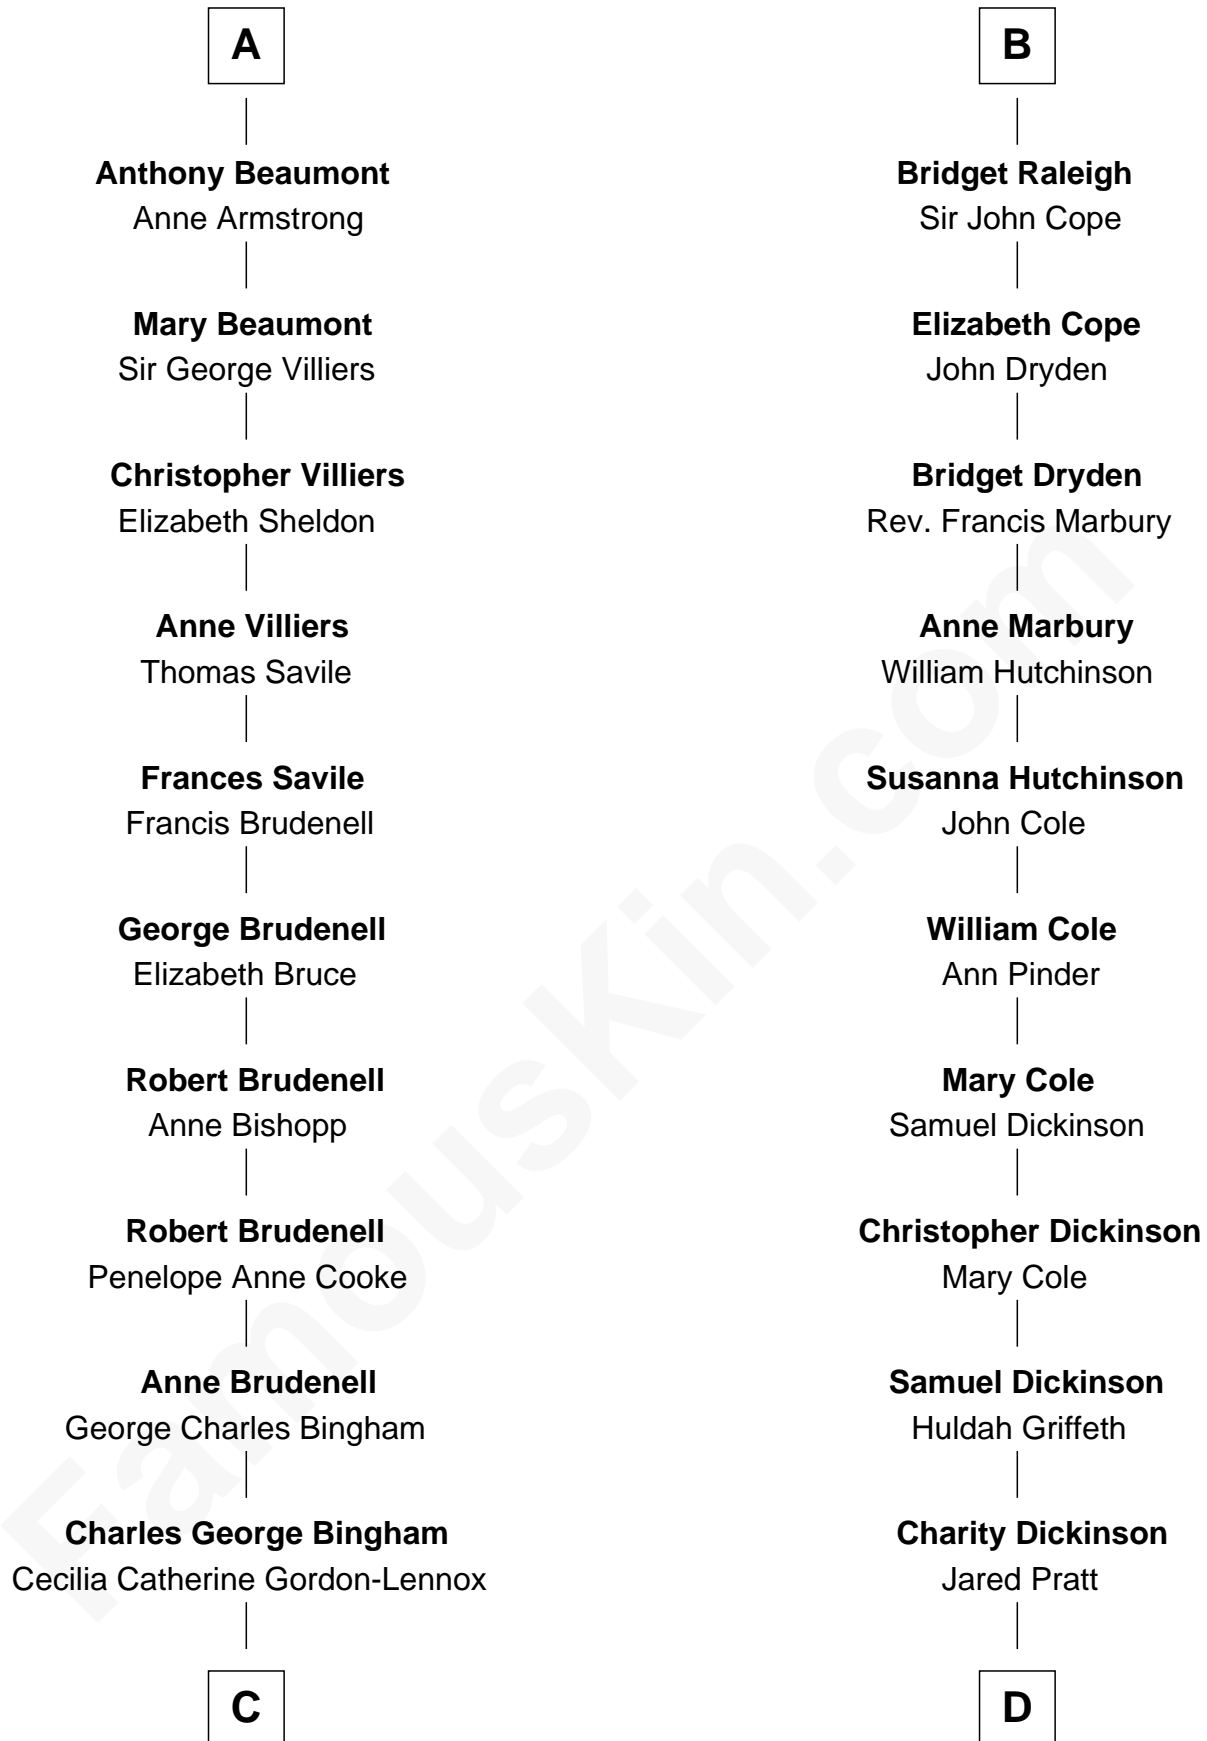 A
Anthony Beaumont
Anne Armstrong
Mary Beaumont
Sir George Villiers
Christopher Villiers
Elizabeth Sheldon
Anne Villiers
Thomas Savile
Frances Savile
Francis Brudenell
George Brudenell
Elizabeth Bruce
Robert Brudenell
Anne Bishopp
Robert Brudenell
Penelope Anne Cooke
Anne Brudenell
George Charles Bingham
Charles George Bingham
Cecilia Catherine Gordon-Lennox
C
B
Bridget Raleigh
Sir John Cope
Elizabeth Cope
John Dryden
Bridget Dryden
Rev. Francis Marbury
Anne Marbury
William Hutchinson
Susanna Hutchinson
John Cole
William Cole
Ann Pinder
Mary Cole
Samuel Dickinson
Christopher Dickinson
Mary Cole
Samuel Dickinson
Huldah Griffeth
Charity Dickinson
Jared Pratt
D
FamousKin.com